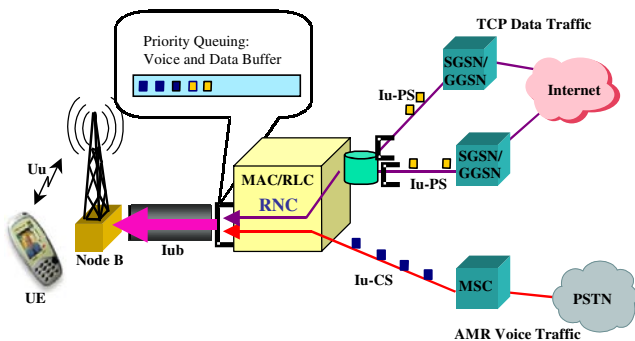 TCP Data Traffic
Priority Queuing:
Voice and Data Buffer
SGSN/
GGSN
Iu-PS
Internet
Uu
MAC/RLC
RNC
SGSN/
GGSN
Iu-PS
Node B
Iub
UE
Iu-CS
MSC
PSTN
AMR Voice Traffic